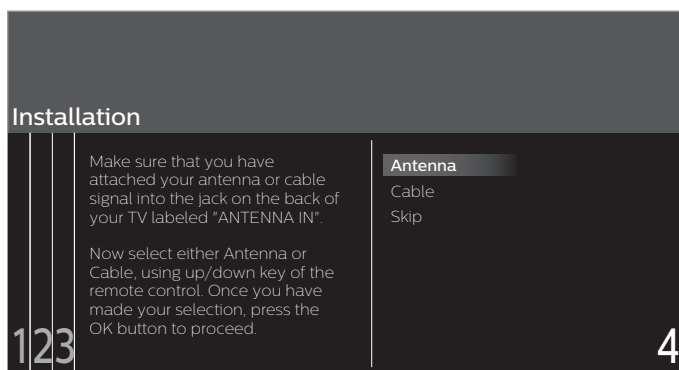 Installation
Make sure that you have
attached your antenna or cable
signal into the jack on the back of
your TV labeled "ANTENNA IN".
Now select either Antenna or
Cable, using up/down key of the
remote control. Once you have
made your selection, press the
OK button to proceed.
Antenna
Cable
Skip
123
4